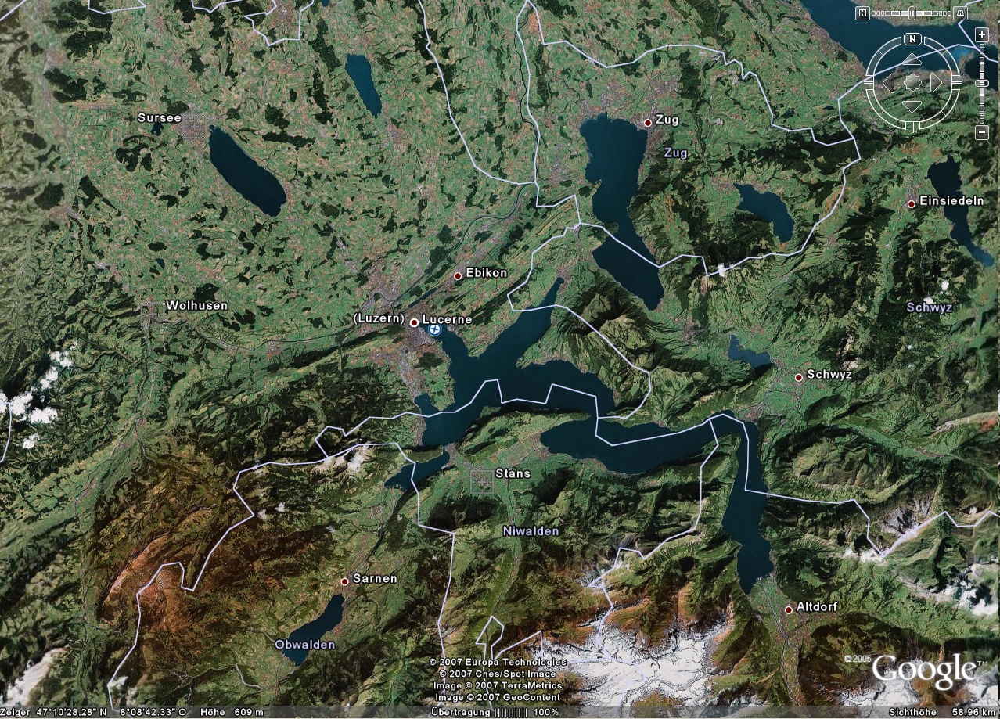 N
Sursee
Zug
Zug
Einsiedeln
Ebikon
Wolhusen
Schwyz
(Luzern) Lucerne
Schwyz
Stans
Niwalden
Sarnen
Altdorf
Obwalden
© 2007 Europa Technologies
© 2007 Cnes/Spot Image
Image © 2007 TerraMetrics
Image © 2007 GeoContent
©2006 Google™
Zeiger 47°10'28.28" N 8°08'42.33" O Höhe 609 m Übertragung |||||||||| 100% Sichthöhe 58.96 km